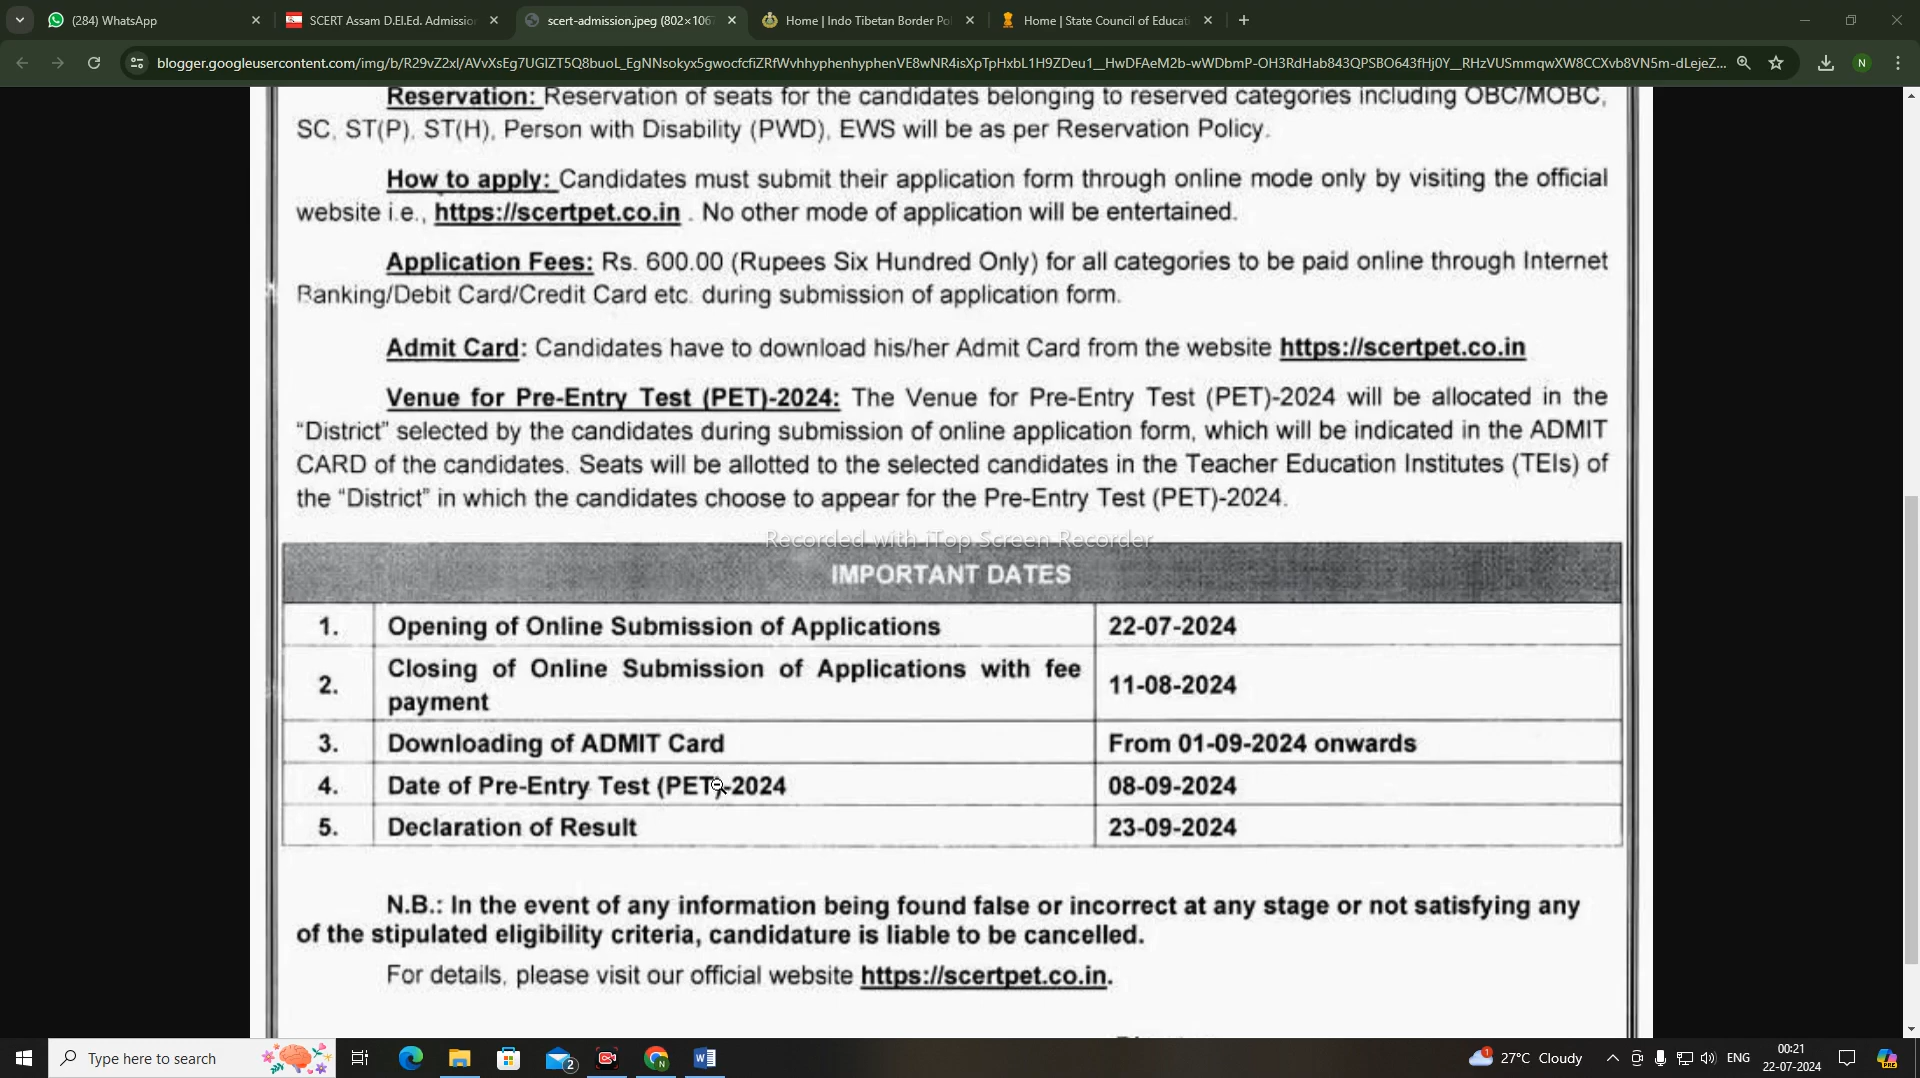 (284) WhatsApp
SCERT Assam D.El.Ed. Admission
scert-admission.jpeg (802×106
Home | Indo Tibetan Border Po
Home | State Council of Educati
Reservation: Reservation of seats for the candidates belonging to reserved categories including OBC/MOBC,
SC, ST(P), ST(H), Person with Disability (PWD), EWS will be as per Reservation Policy.
How to apply: Candidates must submit their application form through online mode only by visiting the official
website i.e., https://scertpet.co.in . No other mode of application will be entertained.
Application Fees: Rs. 600.00 (Rupees Six Hundred Only) for all categories to be paid online through Internet
Banking/Debit Card/Credit Card etc. during submission of application form.
Admit Card: Candidates have to download his/her Admit Card from the website https://scertpet.co.in
Venue for Pre-Entry Test (PET)-2024: The Venue for Pre-Entry Test (PET)-2024 will be allocated in the
“District” selected by the candidates during submission of online application form, which will be indicated in the ADMIT
CARD of the candidates. Seats will be allotted to the selected candidates in the Teacher Education Institutes (TEIs) of
the “District” in which the candidates choose to appear for the Pre-Entry Test (PET)-2024.
Recorded with iTop Screen Recorder
IMPORTANT DATES
1. Opening of Online Submission of Applications 22-07-2024
2. Closing of Online Submission of Applications with fee
payment 11-08-2024
3. Downloading of ADMIT Card From 01-09-2024 onwards
4. Date of Pre-Entry Test (PET)-2024 08-09-2024
5. Declaration of Result 23-09-2024
N.B.: In the event of any information being found false or incorrect at any stage or not satisfying any
of the stipulated eligibility criteria, candidature is liable to be cancelled.
For details, please visit our official website https://scertpet.co.in.
Type here to search
2
1
27°C Cloudy
ENG
00:21
22-07-2024